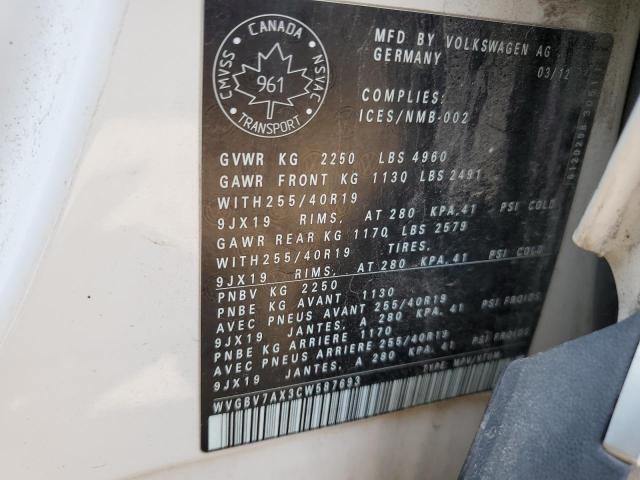 CANADA
CMVSS
NSVAC
961
TRANSPORT
MFD BY VOLKSWAGEN AG
GERMANY
03/12
COMPLIES:
ICES/NMB-002
GVWR KG 2250 LBS 4960
GAWR FRONT KG 1130 LBS 2491
WITH255/40R19
9JX19 RIMS, AT 280 KPA,41 PSI COLD
GAWR REAR KG 1170 LBS 2579
WITH255/40R19 TIRES.
9JX19 RIMS, AT 280 KPA,41 PSI COLD
PNBV KG 2250
PNBE KG AVANT 1130
AVEC PNEUS AVANT 255/40R19
9JX19 JANTES, A 280 KPA,41 PSI FROIDS
PNBE KG ARRIERE 1170
AVEC PNEUS ARRIERE 255/40R19
9JX19 JANTES, A 280 KPA,41 PSI FROIDS
WVGBV7AX3CW587693
TYPE MPV/VTUM